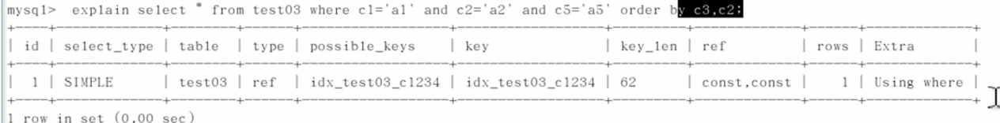 mysql>  explain select * from test03 where c1='a1' and c2='a2' and c5='a5' order by c3,c2;
+----+-------------+--------+------+-----------------+-----------------+---------+-------------+------+-------------+
| id | select_type | table | type | possible_keys | key | key_len | ref | rows | Extra |
+----+-------------+--------+------+-----------------+-----------------+---------+-------------+------+-------------+
| 1 | SIMPLE | test03 | ref | idx_test03_c1234 | idx_test03_c1234 | 62 | const,const | 1 | Using where |
+----+-------------+--------+------+-----------------+-----------------+---------+-------------+------+-------------+
1 row in set (0.00 sec)